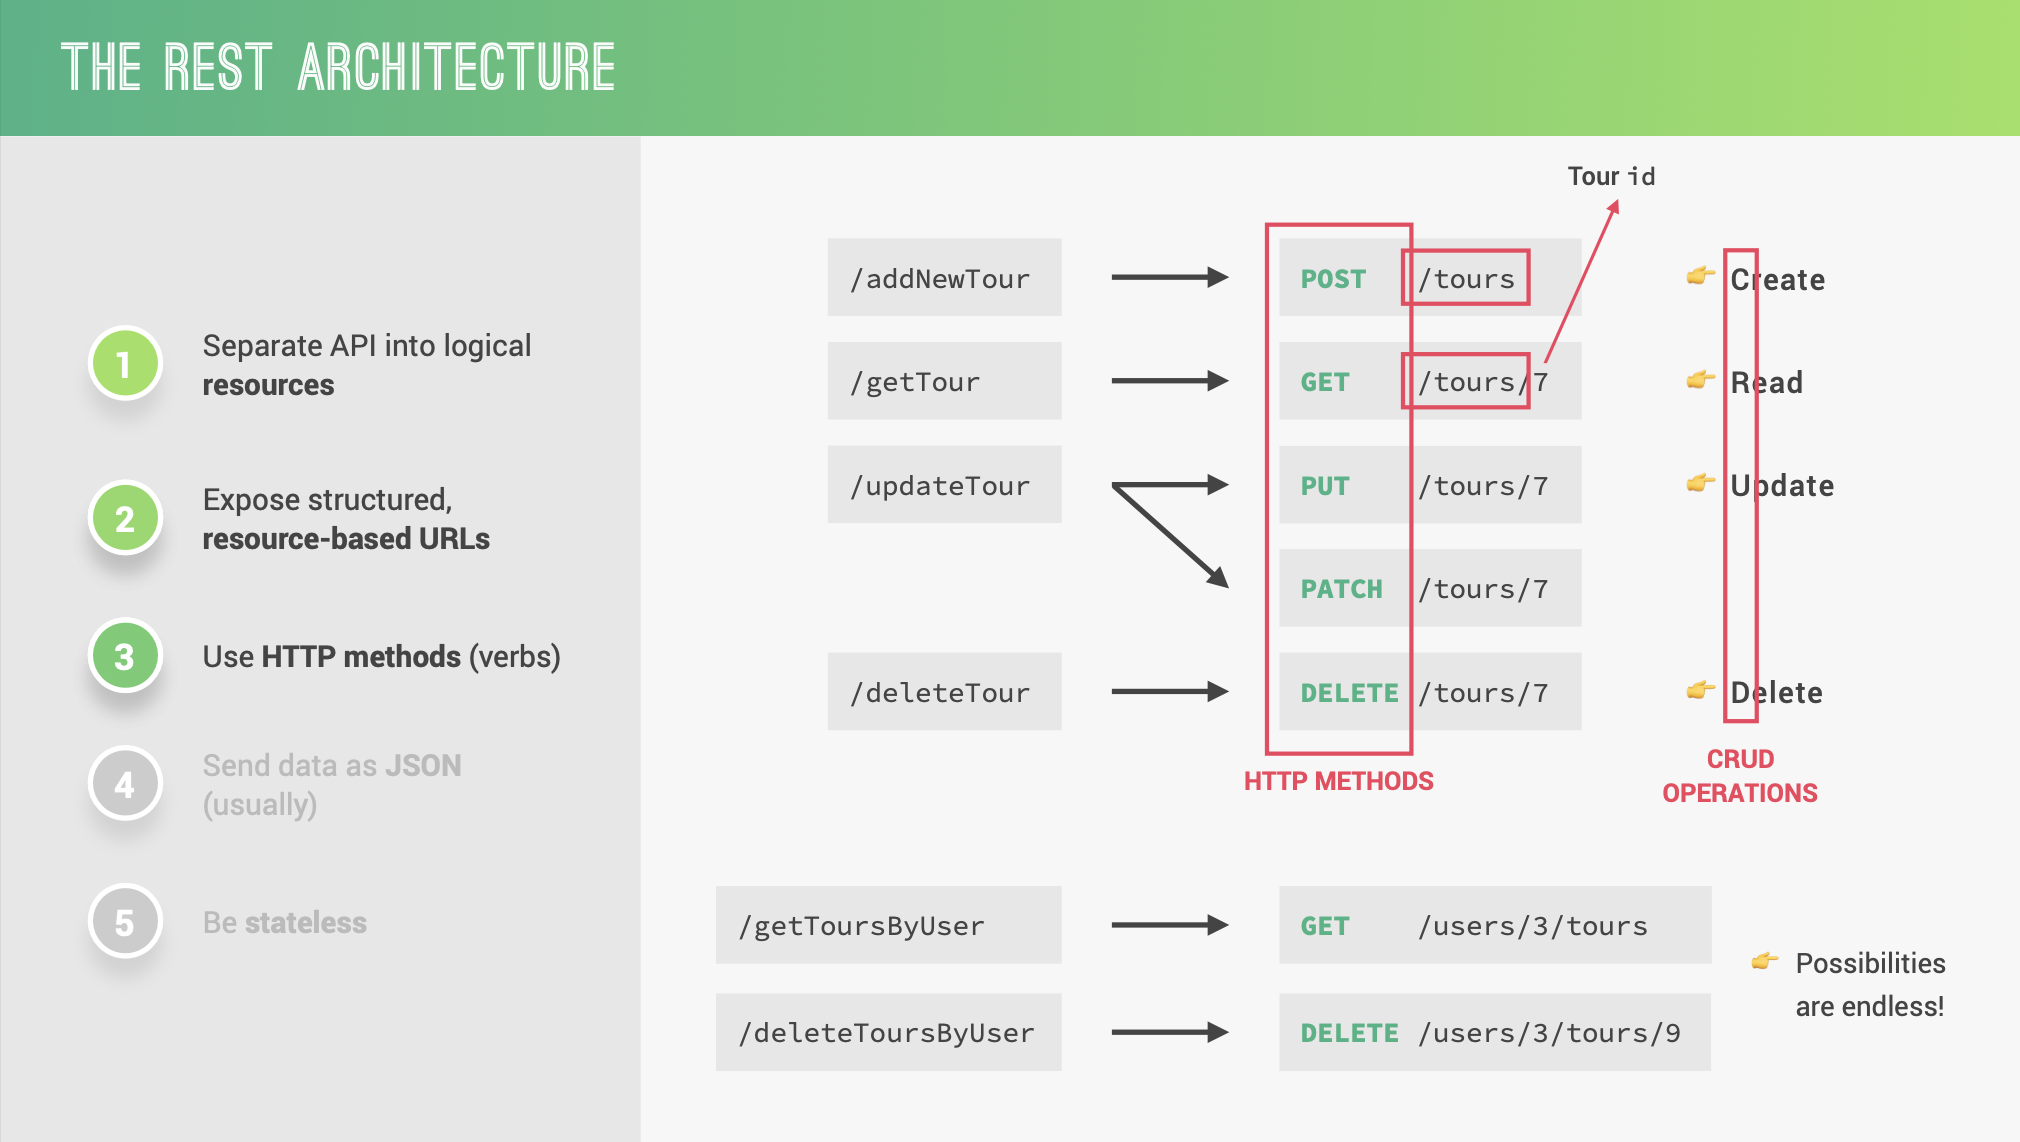 THE REST ARCHITECTURE
1
Separate API into logical
resources
2
Expose structured,
resource-based URLs
3
Use HTTP methods (verbs)
4
Send data as JSON
(usually)
5
Be stateless
Tour id
/addNewTour POST /tours Create
/getTour GET /tours/7 Read
/updateTour PUT /tours/7 Update
PATCH /tours/7
/deleteTour DELETE /tours/7 Delete
HTTP METHODS
CRUD
OPERATIONS
/getToursByUser GET /users/3/tours
/deleteToursByUser DELETE /users/3/tours/9
Possibilities
are endless!